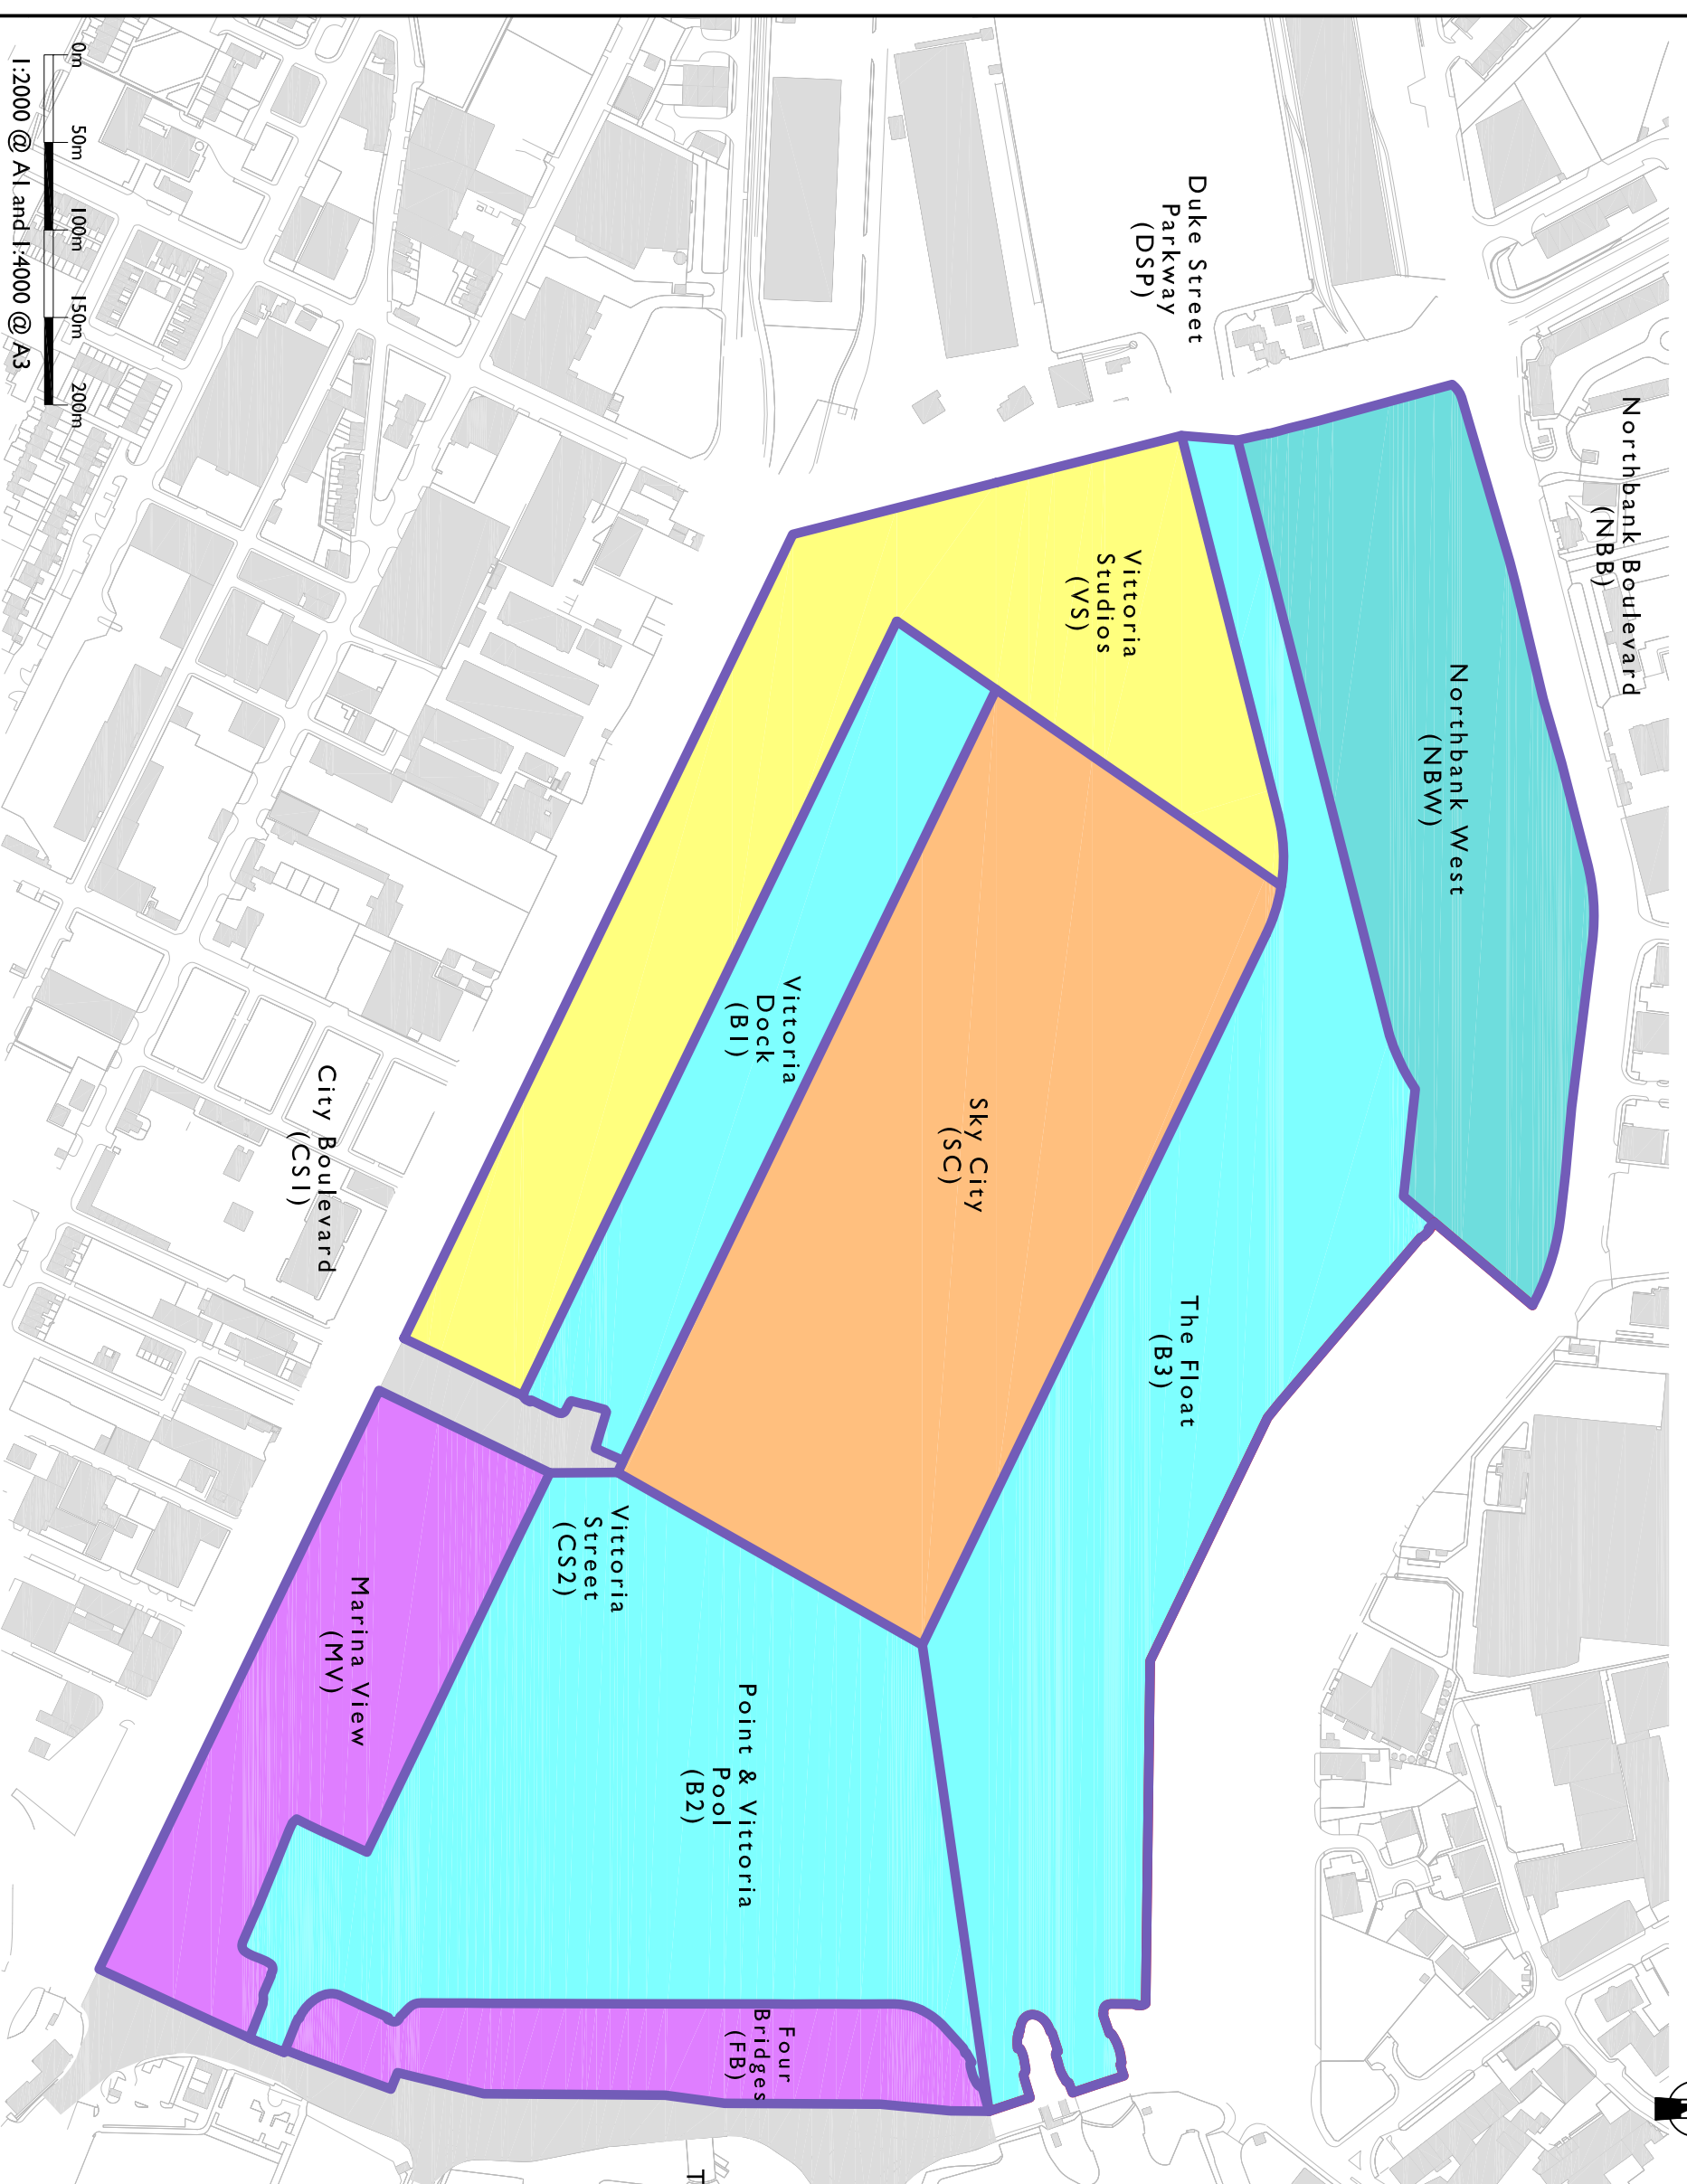 Northbank Boulevard
(NBB)
Duke Street
Parkway
(DSP)
Northbank West
(NBW)
Vittoria
Studios
(VS)
The Float
(B3)
Sky City
(SC)
Vittoria
Dock
(B1)
City Boulevard
(CS1)
Vittoria
Street
(CS2)
Point & Vittoria
Pool
(B2)
Marina View
(MV)
Four
Bridges
(FB)
T
0m 50m 100m 150m 200m
1:2000 @ A1 and 1:4000 @ A3